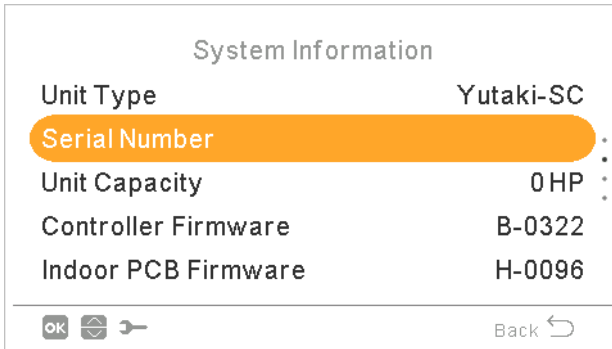 System Information
Unit Type Yutaki-SC
Serial Number
Unit Capacity 0 HP
Controller Firmware B-0322
Indoor PCB Firmware H-0096
OK Back